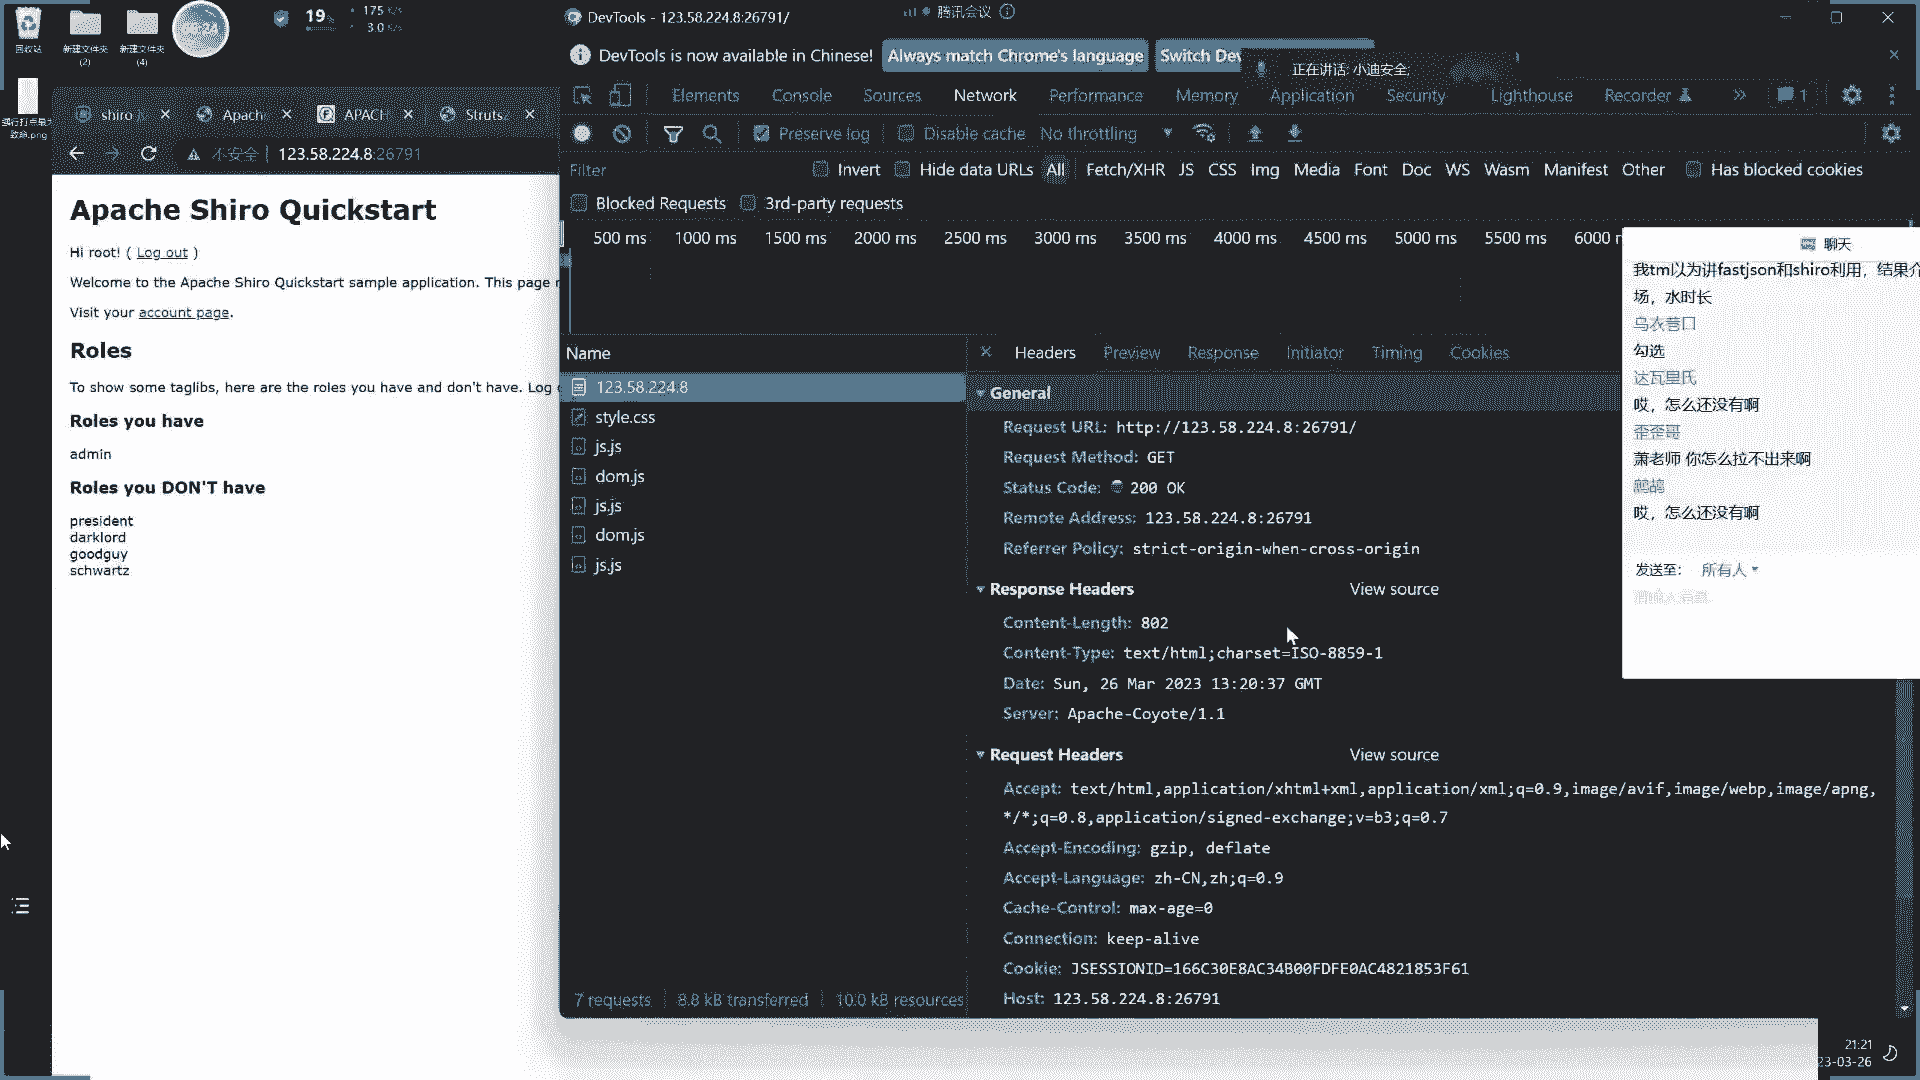 回收站
新建文件夹
(2)
新建文件夹
(4)
19%
175 K/s
3.0 K/s
DevTools - 123.58.224.8:26791/
腾讯会议
DevTools is now available in Chinese!
Always match Chrome's language
Switch Dev
正在讲话: 小迪安全;
Elements
Console
Sources
Network
Performance
Memory
Application
Security
Lighthouse
Recorder
1
shiro
Apach
APACH
Struts
Preserve log
Disable cache
No throttling
不安全
123.58.224.8:26791
Filter
Invert
Hide data URLs
All
Fetch/XHR
JS
CSS
Img
Media
Font
Doc
WS
Wasm
Manifest
Other
Has blocked cookies
Blocked Requests
3rd-party requests
500 ms
1000 ms
1500 ms
2000 ms
2500 ms
3000 ms
3500 ms
4000 ms
4500 ms
5000 ms
5500 ms
6000
Apache Shiro Quickstart
Hi root! ( Log out )
Welcome to the Apache Shiro Quickstart sample application. This page
Visit your account page.
Roles
To show some taglibs, here are the roles you have and don't have. Log
Roles you have
admin
Roles you DON'T have
president
darklord
goodguy
schwartz
Name
123.58.224.8
style.css
js.js
dom.js
js.js
dom.js
js.js
7 requests
8.8 kB transferred
10.0 kB resources
Headers
Preview
Response
Initiator
Timing
Cookies
General
Request URL: http://123.58.224.8:26791/
Request Method: GET
Status Code: 200 OK
Remote Address: 123.58.224.8:26791
Referrer Policy: strict-origin-when-cross-origin
Response Headers
View source
Content-Length: 802
Content-Type: text/html;charset=ISO-8859-1
Date: Sun, 26 Mar 2023 13:20:37 GMT
Server: Apache-Coyote/1.1
Request Headers
View source
Accept: text/html,application/xhtml+xml,application/xml;q=0.9,image/avif,image/webp,image/apng,
*/*;q=0.8,application/signed-exchange;v=b3;q=0.7
Accept-Encoding: gzip, deflate
Accept-Language: zh-CN,zh;q=0.9
Cache-Control: max-age=0
Connection: keep-alive
Cookie: JSESSIONID=166C30E8AC34B00FDFE0AC4821853F61
Host: 123.58.224.8:26791
聊天
我tm以为讲fastjson和shiro利用，结果介
场，水时长
乌衣巷口
勾选
达瓦里氏
哎，怎么还没有啊
歪歪哥
萧老师 你怎么拉不出来啊
鹧鸪
哎，怎么还没有啊
发送至:
所有人
请输入消息
21:21
23-03-26